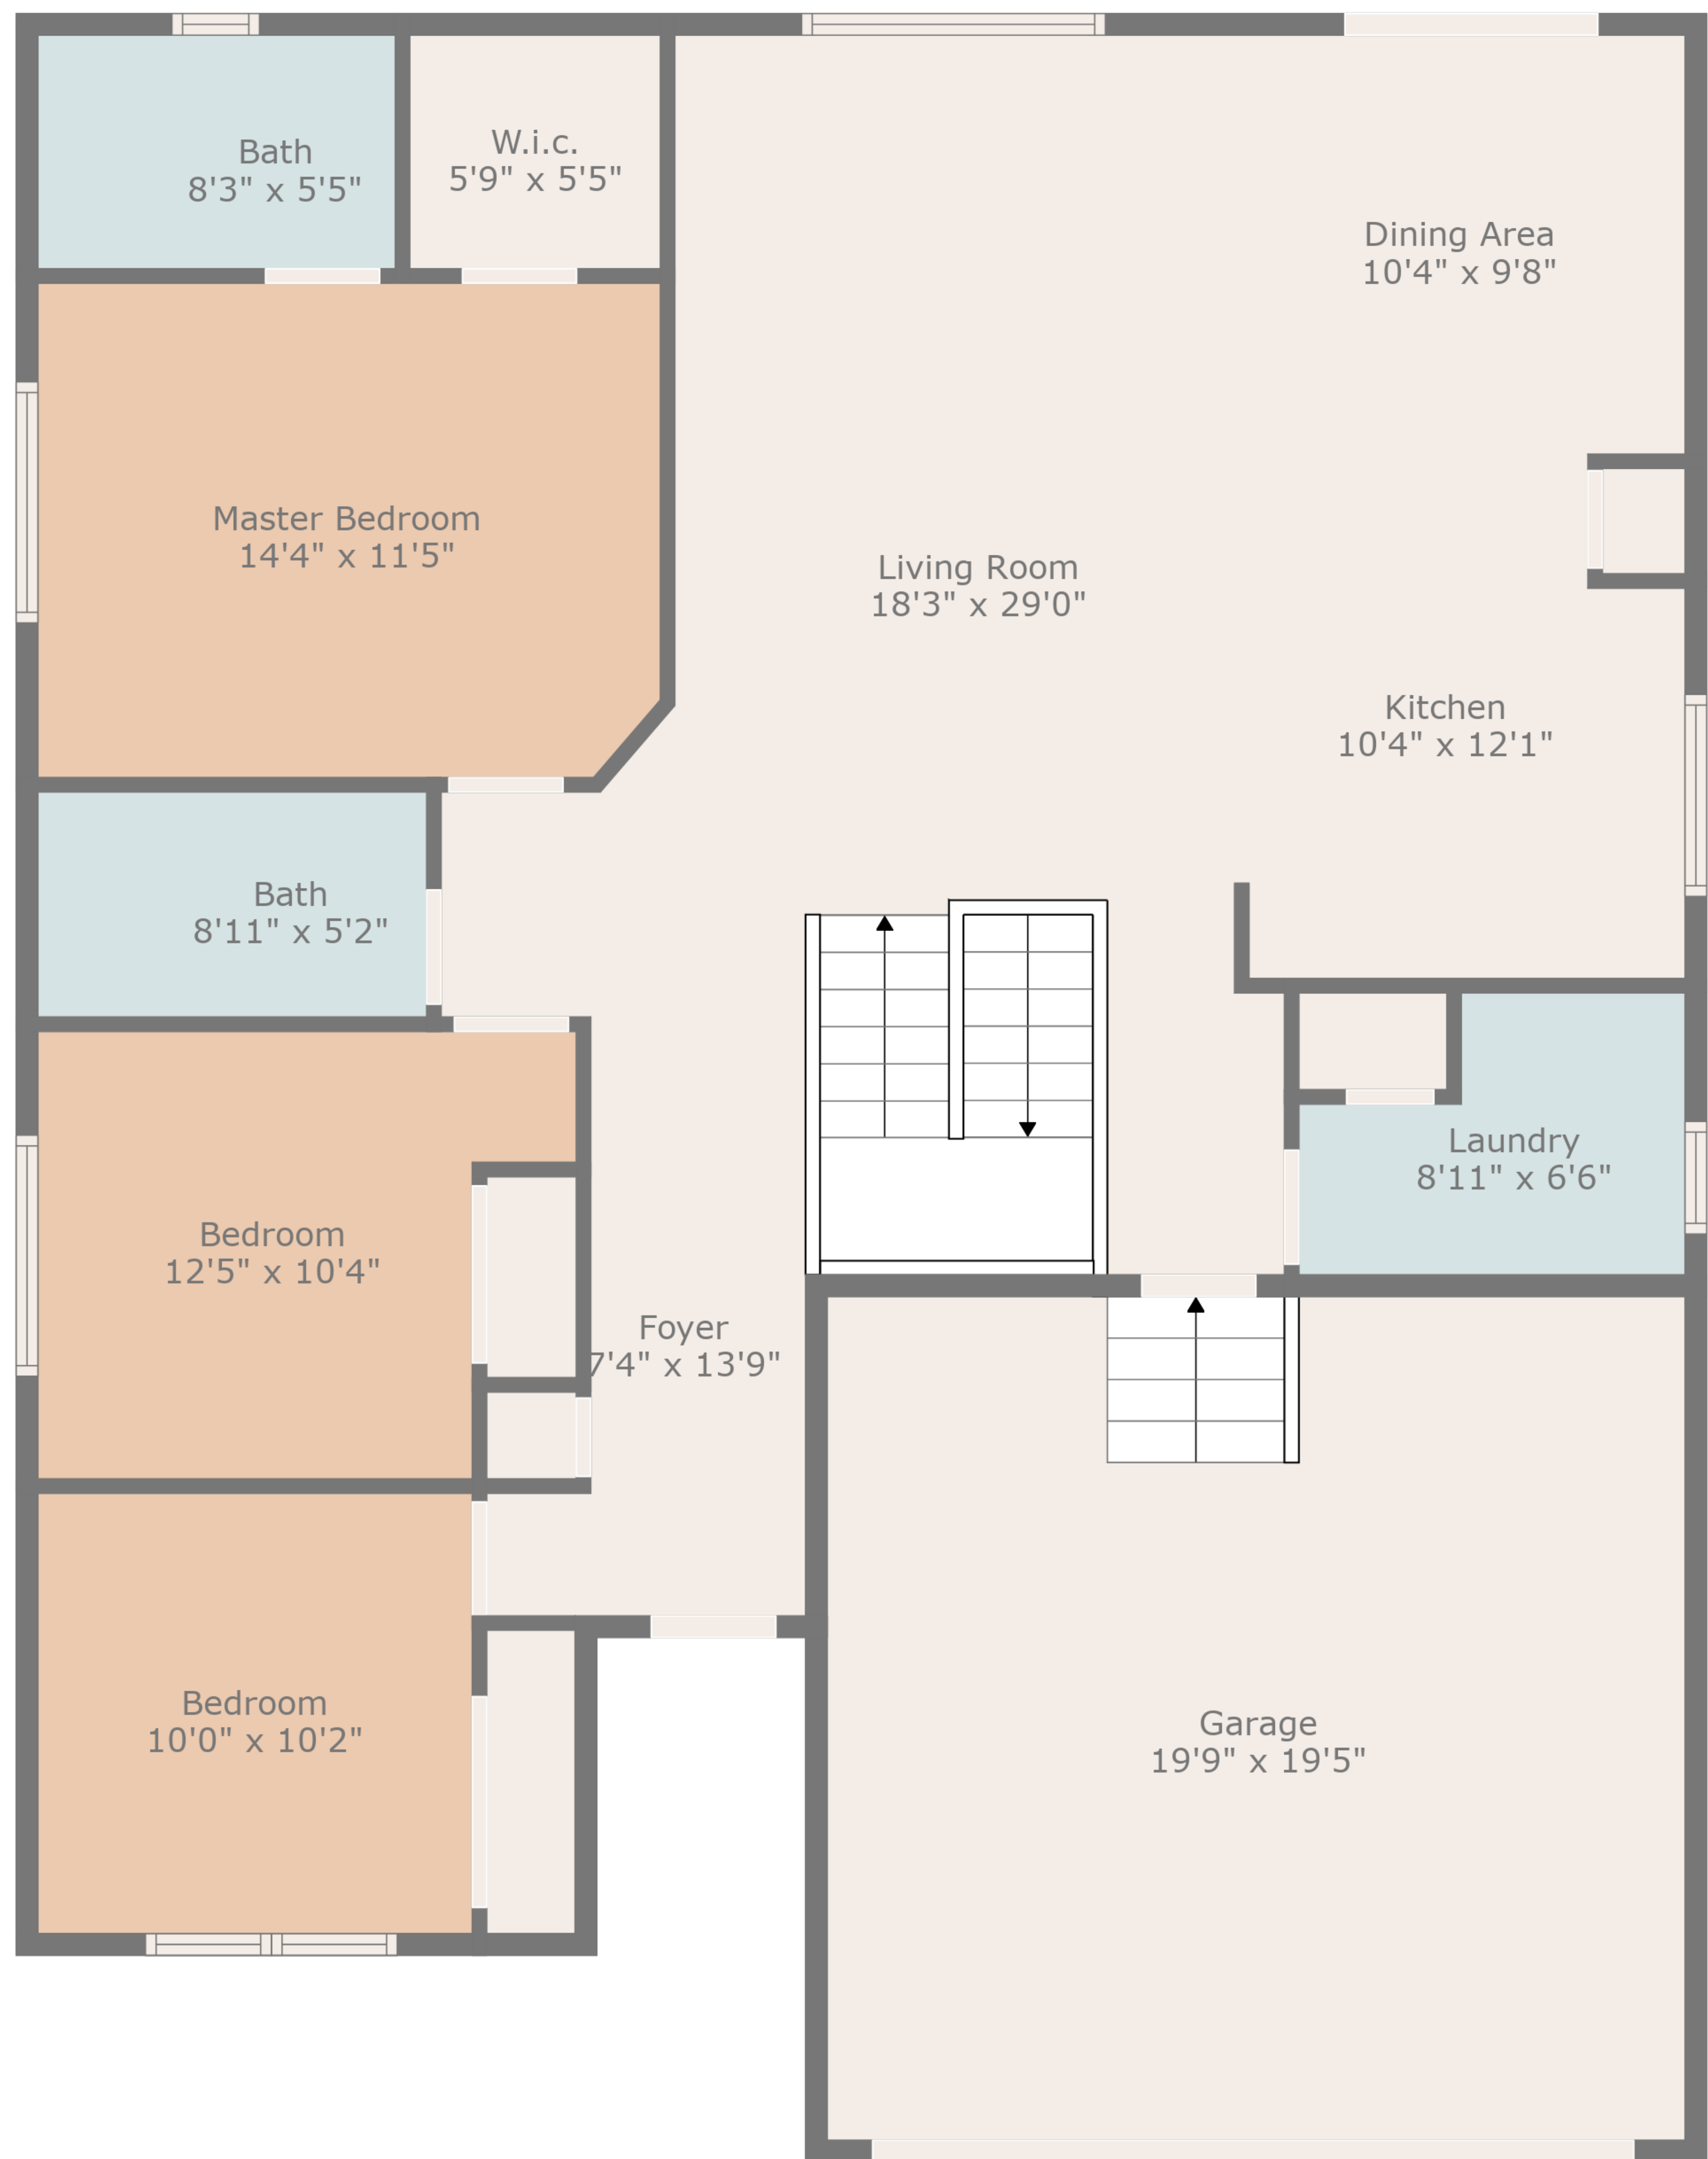 Bath
8'3" x 5'5"
W.i.c.
5'9" x 5'5"
Dining Area
10'4" x 9'8"
Master Bedroom
14'4" x 11'5"
Living Room
18'3" x 29'0"
Kitchen
10'4" x 12'1"
Bath
8'11" x 5'2"
Laundry
8'11" x 6'6"
Bedroom
12'5" x 10'4"
Foyer
7'4" x 13'9"
Bedroom
10'0" x 10'2"
Garage
19'9" x 19'5"